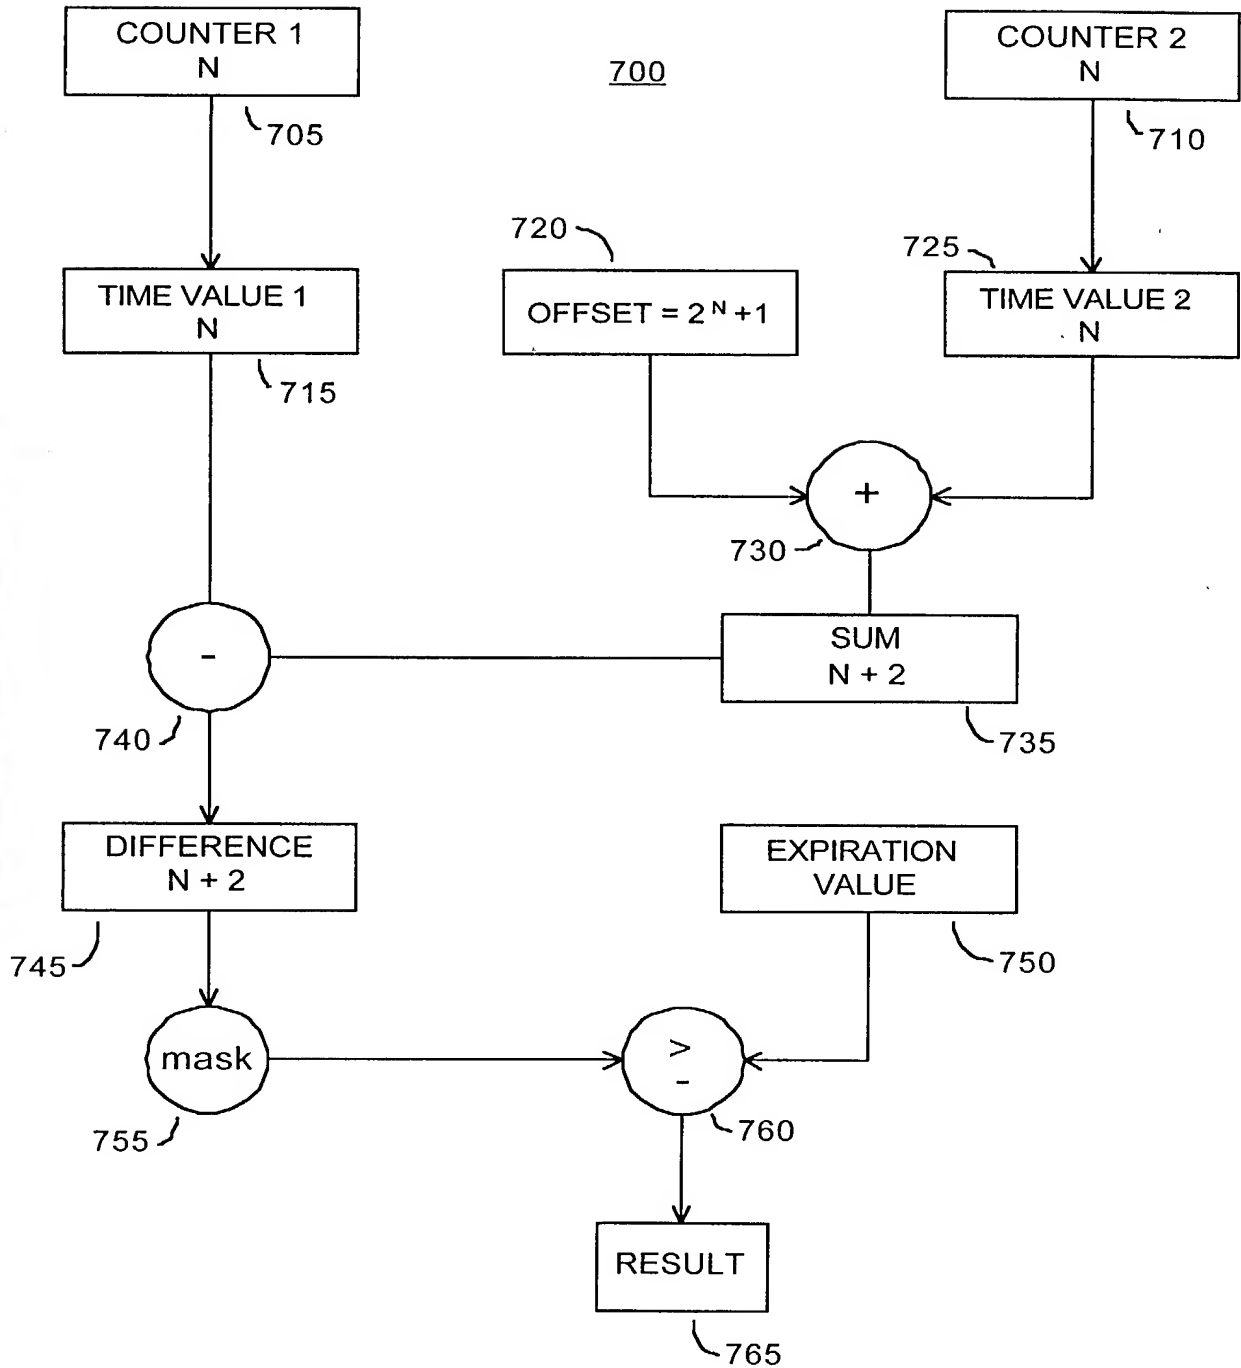 COUNTER 1
N
705
700
COUNTER 2
N
710
TIME VALUE 1
N
715
720
OFFSET = 2^N +1
725
TIME VALUE 2
N
+
730
-
740
SUM
N + 2
735
DIFFERENCE
N + 2
745
EXPIRATION
VALUE
750
mask
755
>
-
760
RESULT
765